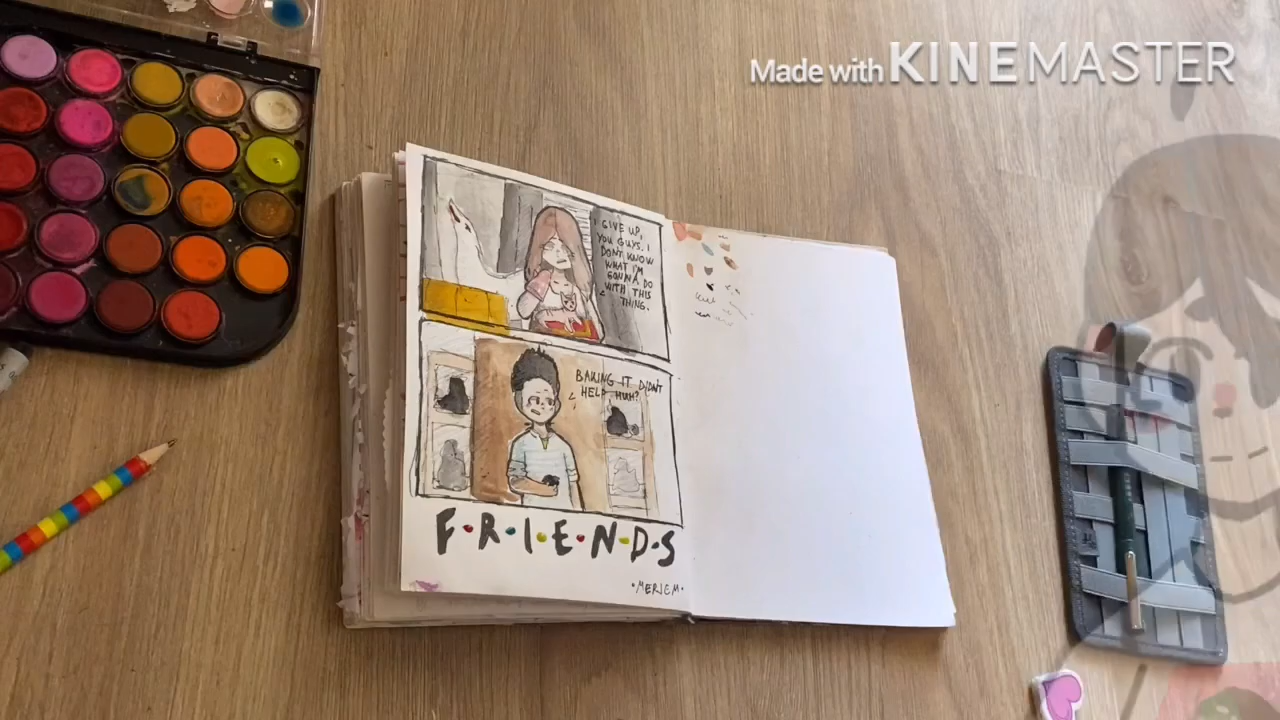 Made with KINEMASTER
I GIVE UP,
YOU GUYS. I
DONT KNOW
WHAT I'M
GONNA DO
WITH THIS
THING.
BAKING IT DIDN'T
HELP HUH?
F•R•I•E•N•D•S
•MERIEM•